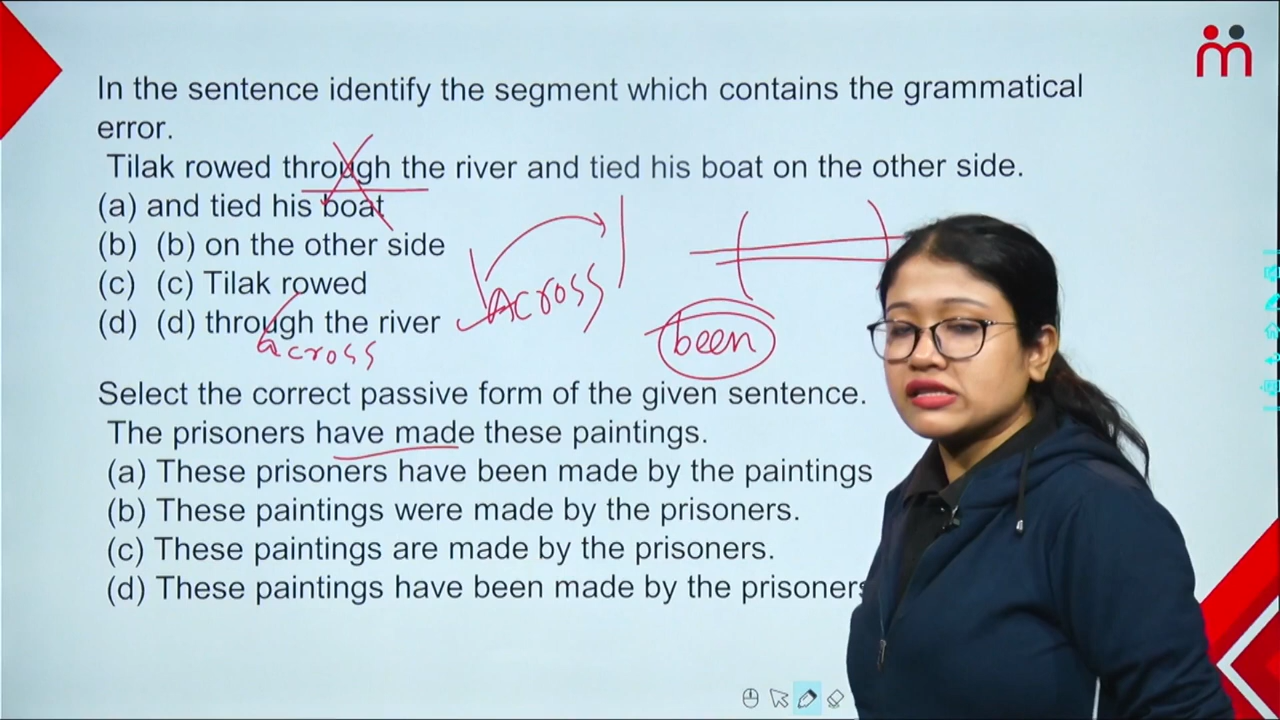 In the sentence identify the segment which contains the grammatical
error.
Tilak rowed through the river and tied his boat on the other side.
(a) and tied his boat
(b) (b) on the other side
(c) (c) Tilak rowed
(d) (d) through the river
Across
across
been
Select the correct passive form of the given sentence.
The prisoners have made these paintings.
(a) These prisoners have been made by the paintings
(b) These paintings were made by the prisoners.
(c) These paintings are made by the prisoners.
(d) These paintings have been made by the prisoners